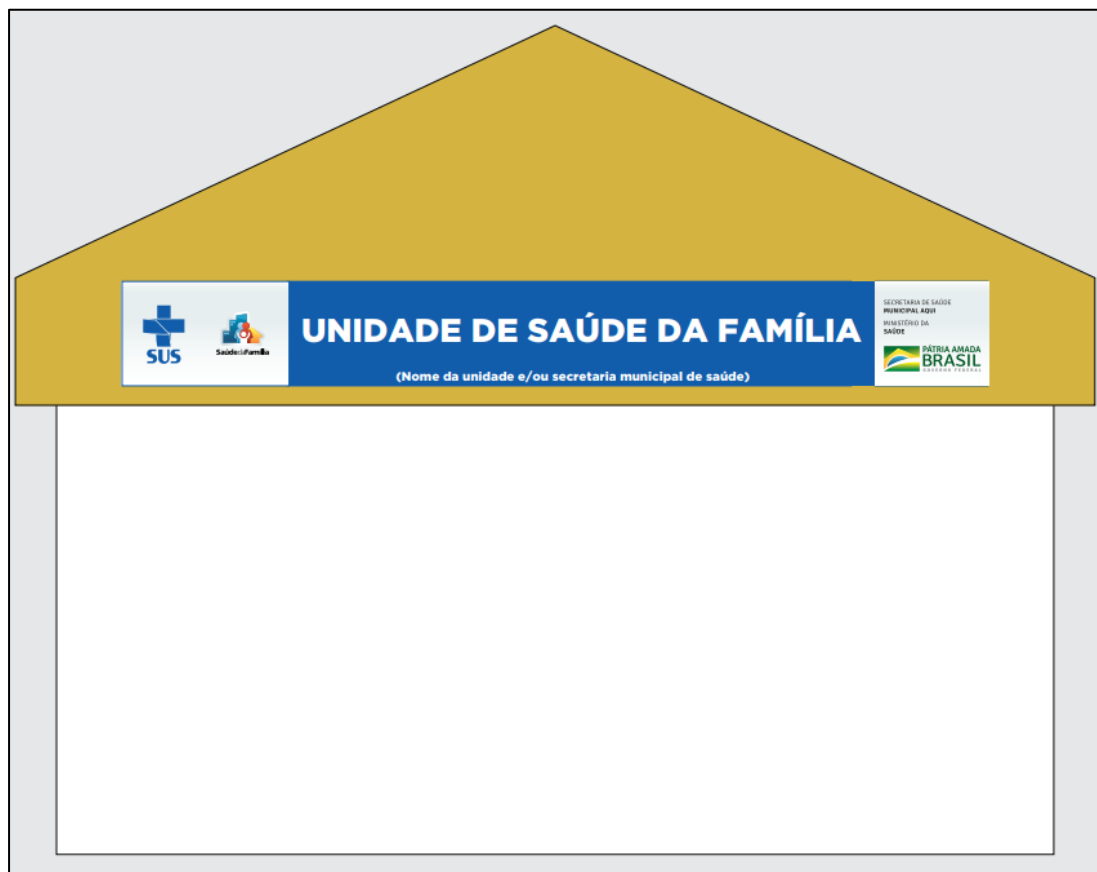 SUS
SaúdedaFamília
UNIDADE DE SAÚDE DA FAMÍLIA
(Nome da unidade e/ou secretaria municipal de saúde)
SECRETARIA DE SAÚDE
MUNICIPAL AQUI
MINISTÉRIO DA
SAÚDE
PÁTRIA AMADA
BRASIL
GOVERNO FEDERAL